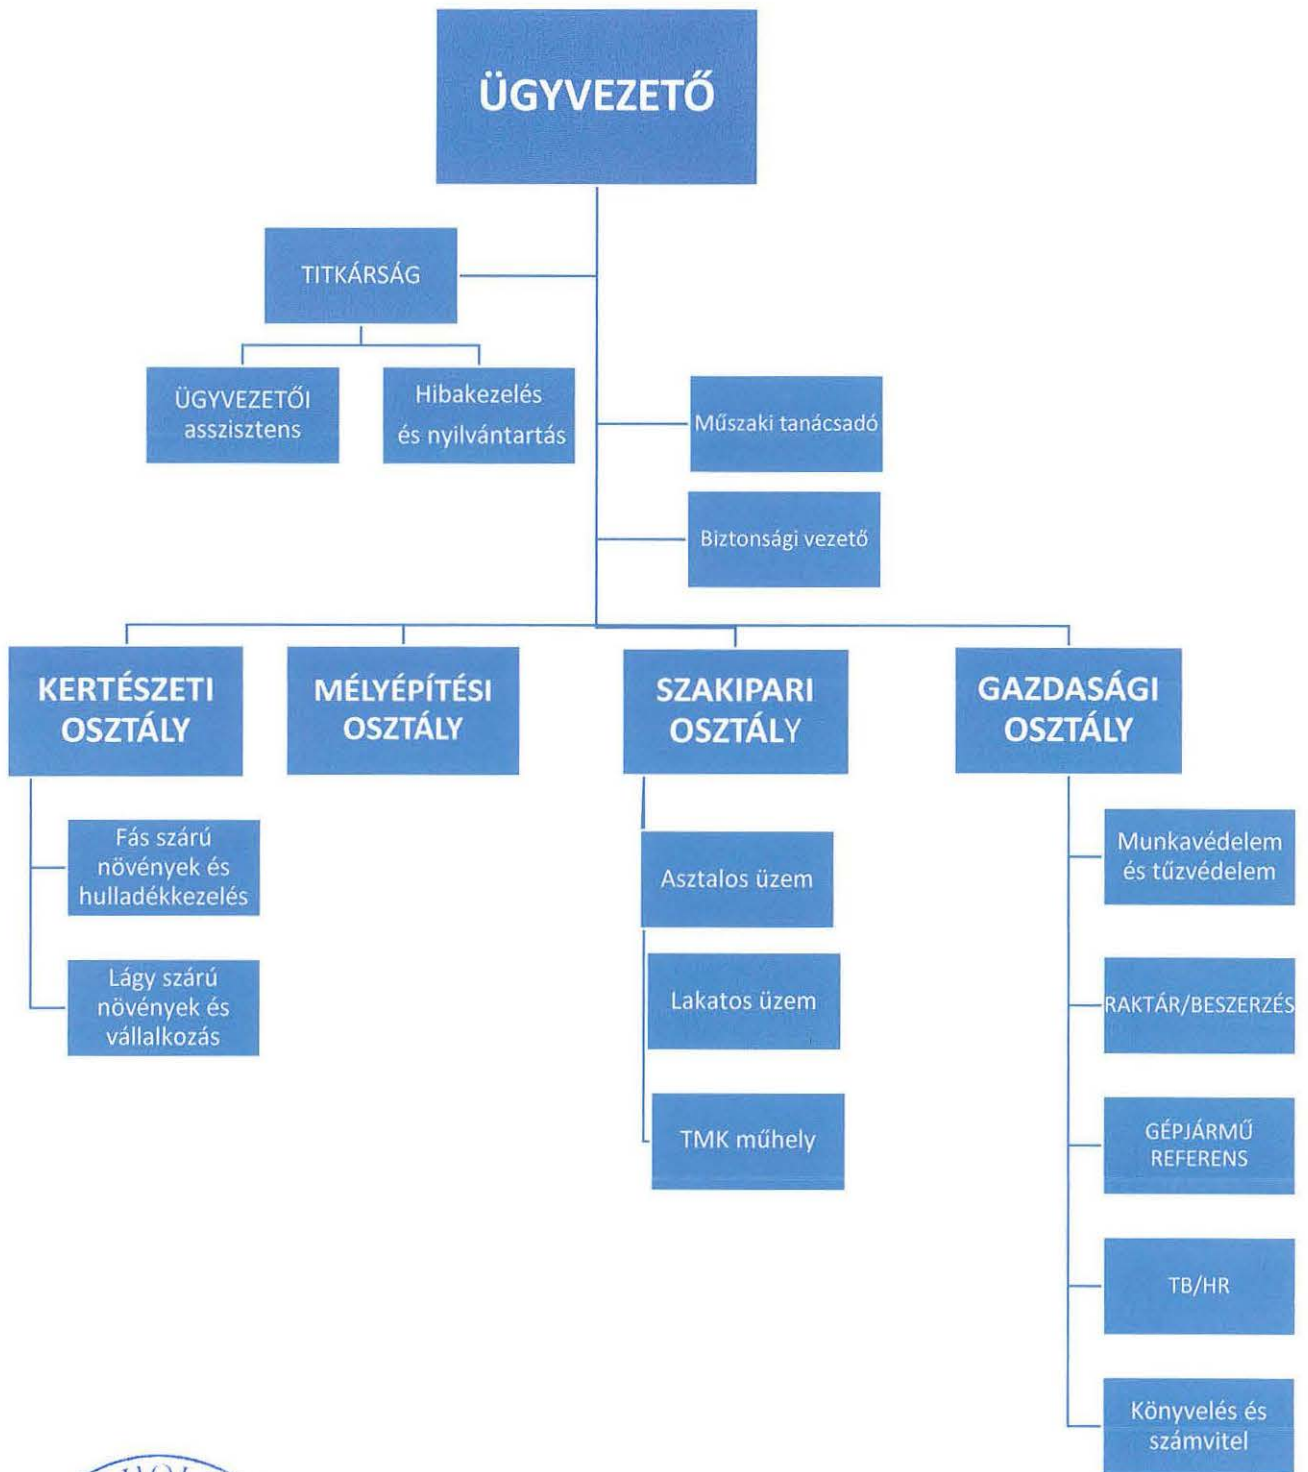 ÜGYVEZETŐ
TITKÁRSÁG
ÜGYVEZETŐI
asszisztens
Hibakezelés
és nyilvántartás
Műszaki tanácsadó
Biztonsági vezető
KERTÉSZETI
OSZTÁLY
MÉLYÉPÍTÉSI
OSZTÁLY
SZAKIPARI
OSZTÁLY
GAZDASÁGI
OSZTÁLY
Fás szárú
növények és
hulladékkezelés
Lágy szárú
növények és
vállalkozás
Asztalos üzem
Lakatos üzem
TMK műhely
Munkavédelem
és tűzvédelem
RAKTÁR/BESZERZÉS
GÉPJÁRMŰ
REFERENS
TB/HR
Könyvelés és
számvitel